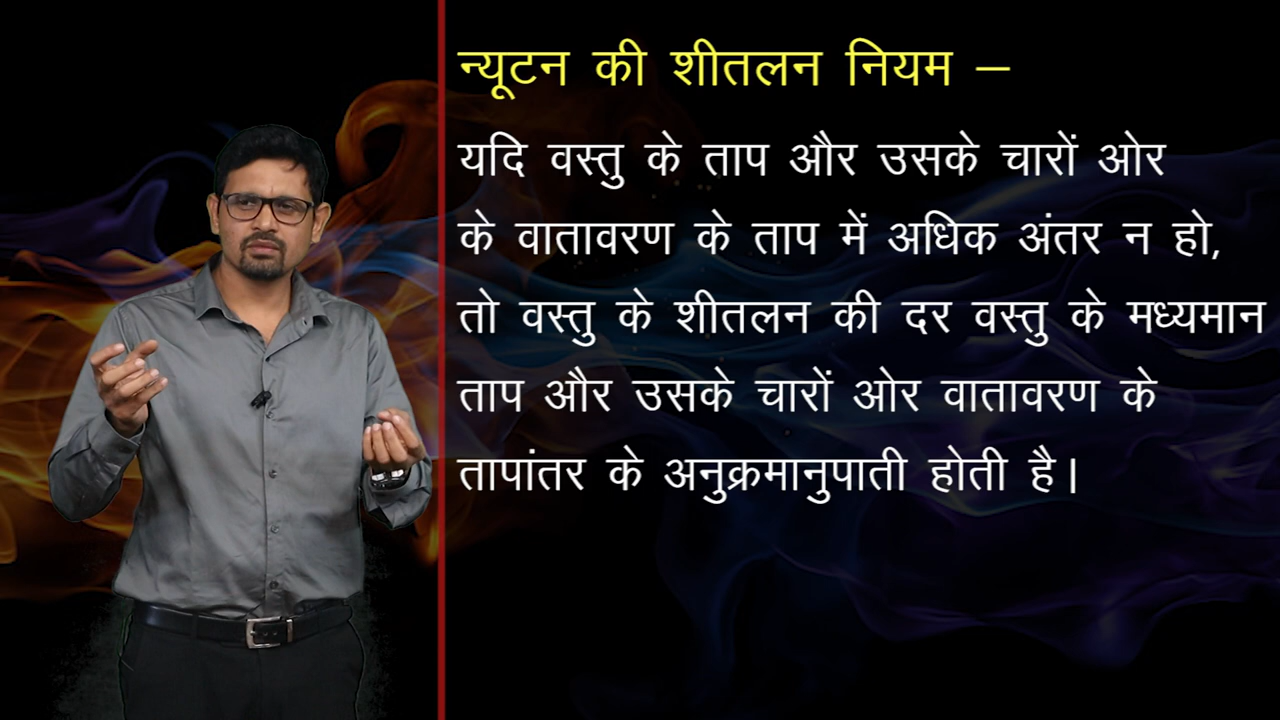 न्यूटन की शीतलन नियम –
यदि वस्तु के ताप और उसके चारों ओर
के वातावरण के ताप में अधिक अंतर न हो,
तो वस्तु के शीतलन की दर वस्तु के मध्यमान
ताप और उसके चारों ओर वातावरण के
तापांतर के अनुक्रमानुपाती होती है।